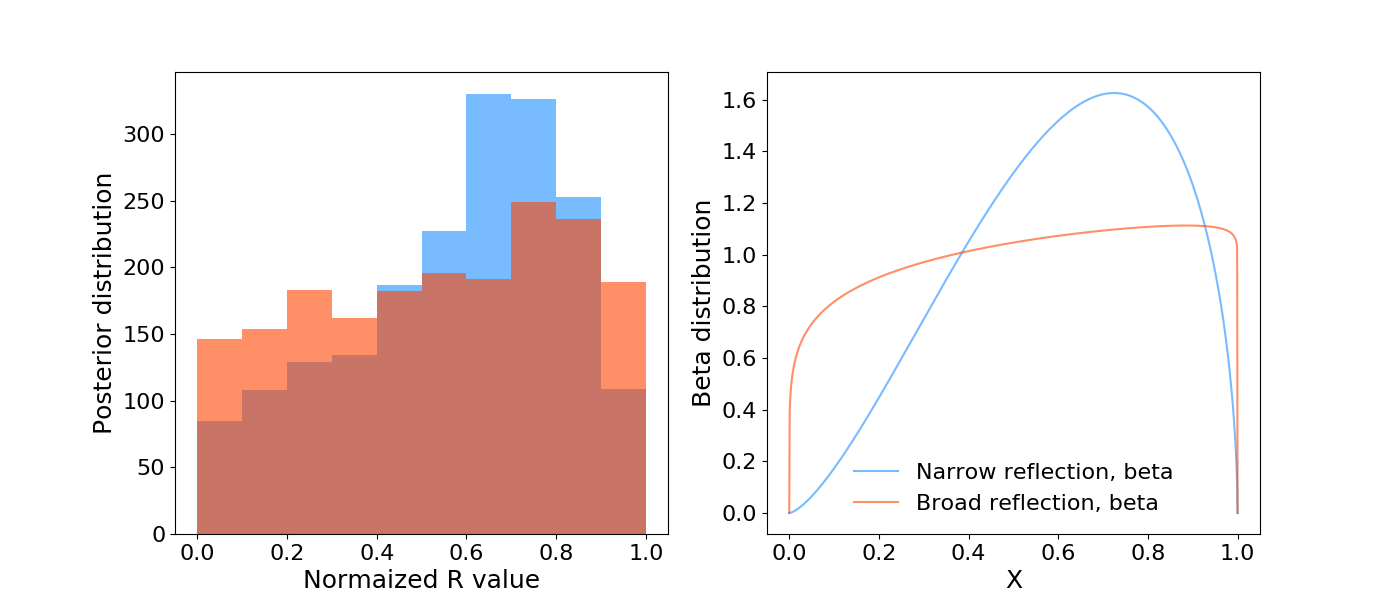 Posterior distribution
300
250
200
150
100
50
0
0.0 0.2 0.4 0.6 0.8 1.0
Normaized R value
Beta distribution
1.6
1.4
1.2
1.0
0.8
0.6
0.4
0.2
0.0
Narrow reflection, beta
Broad reflection, beta
0.0 0.2 0.4 0.6 0.8 1.0
X